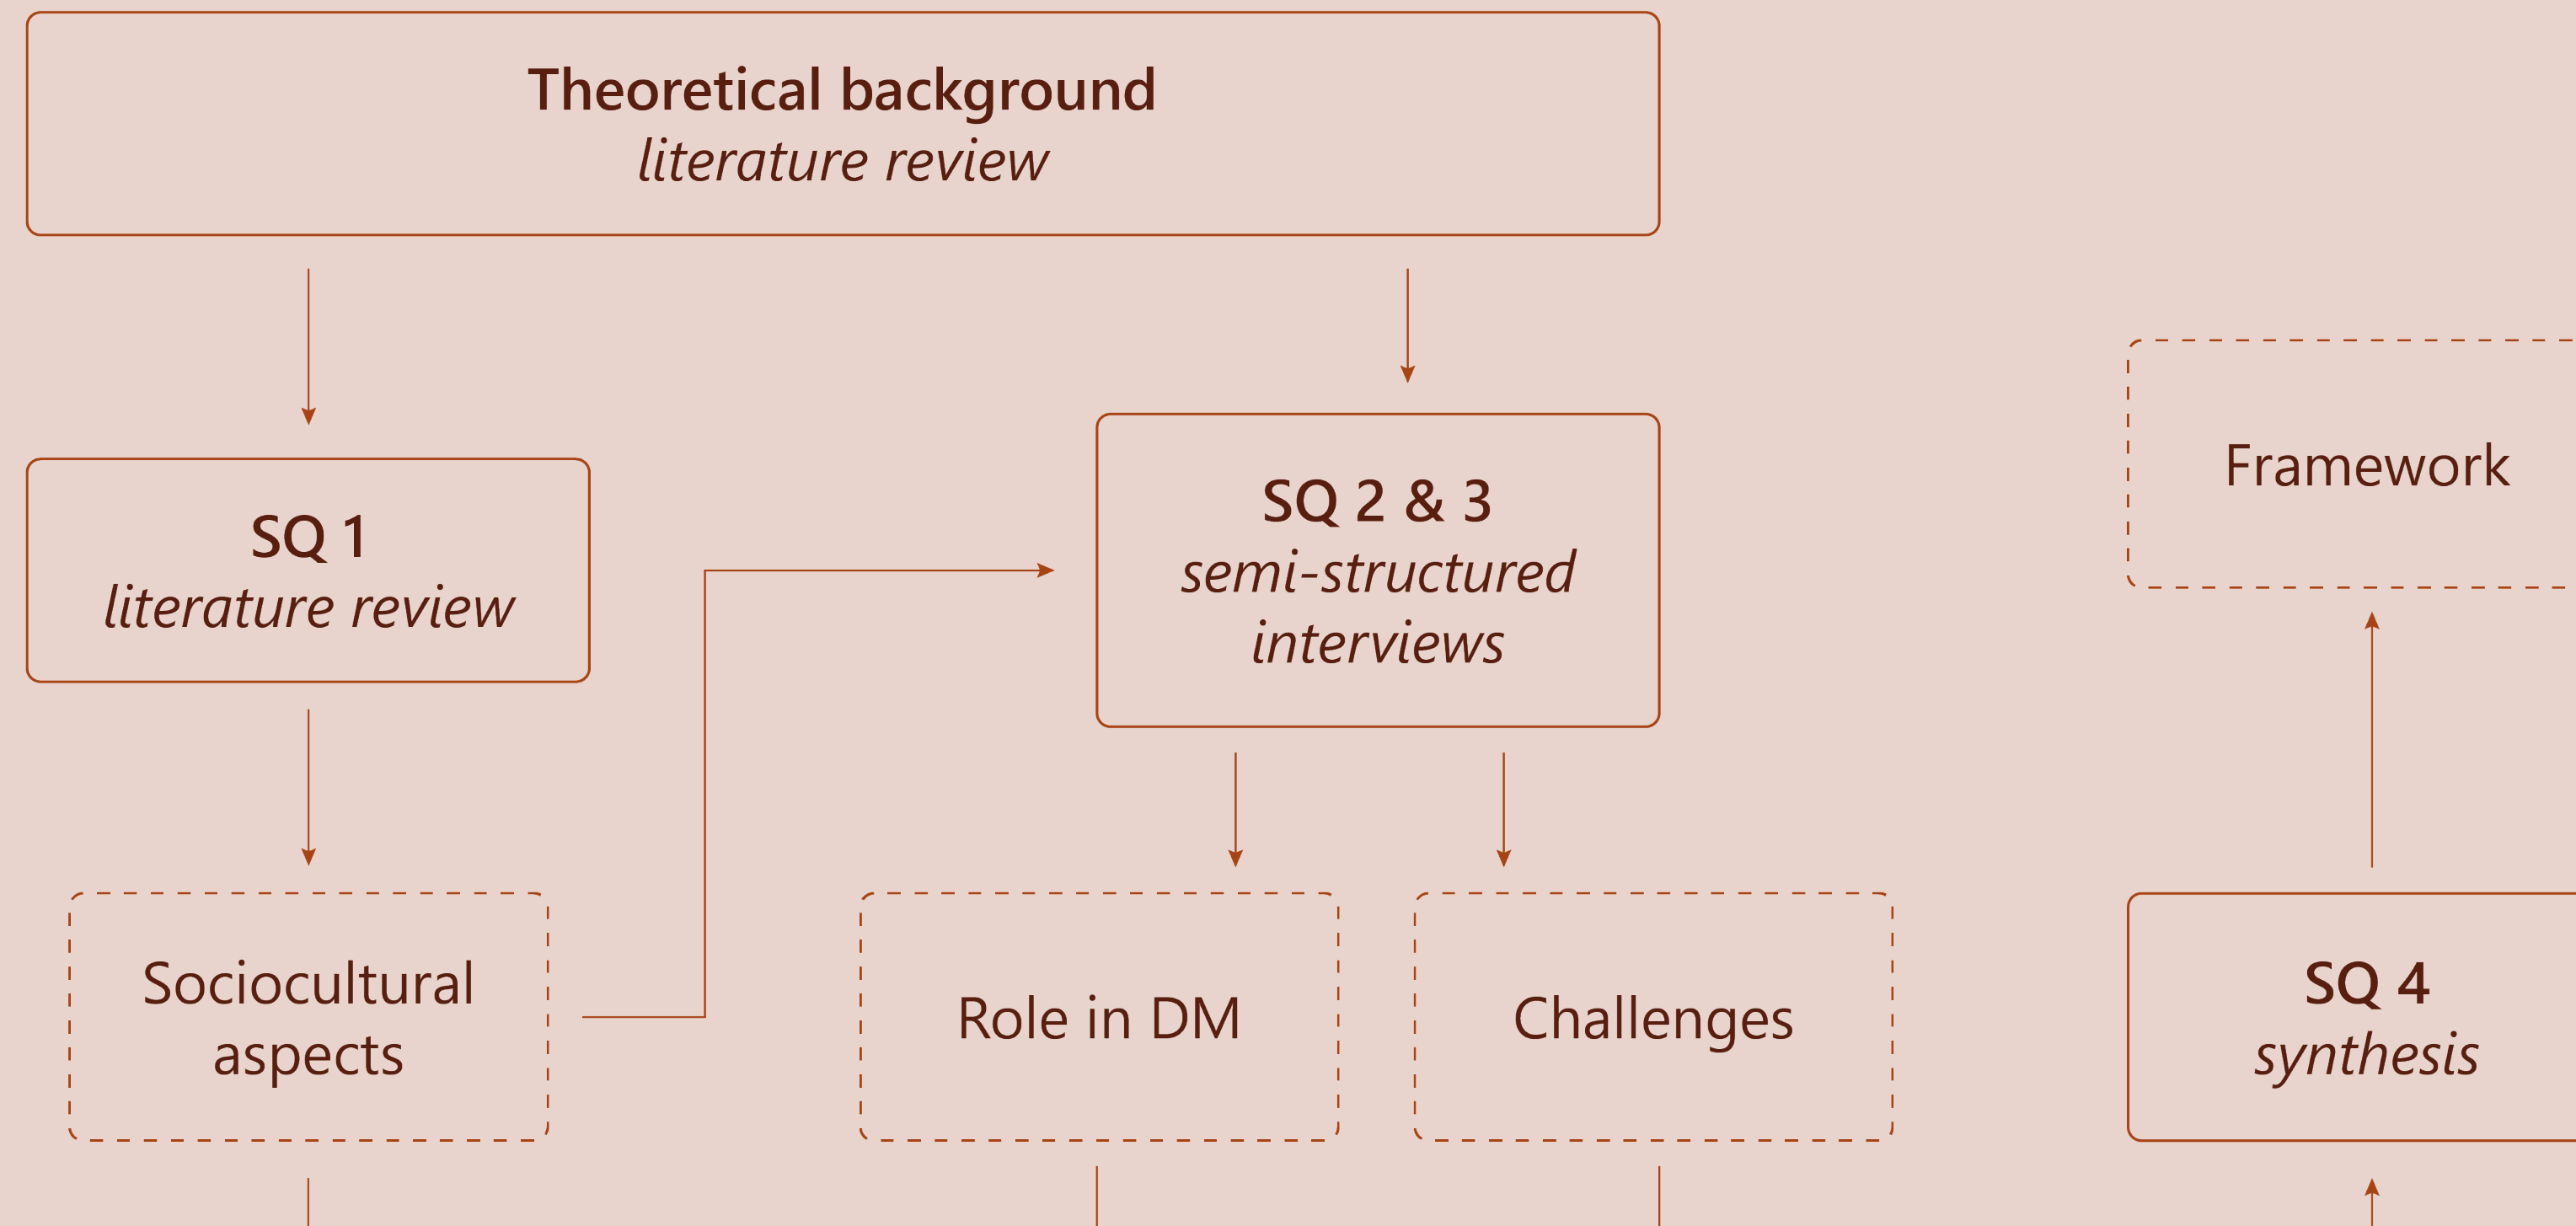 Theoretical background
literature review
SQ 1
literature review
SQ 2 & 3
semi-structured
interviews
Framework
Sociocultural
aspects
Role in DM
Challenges
SQ 4
synthesis